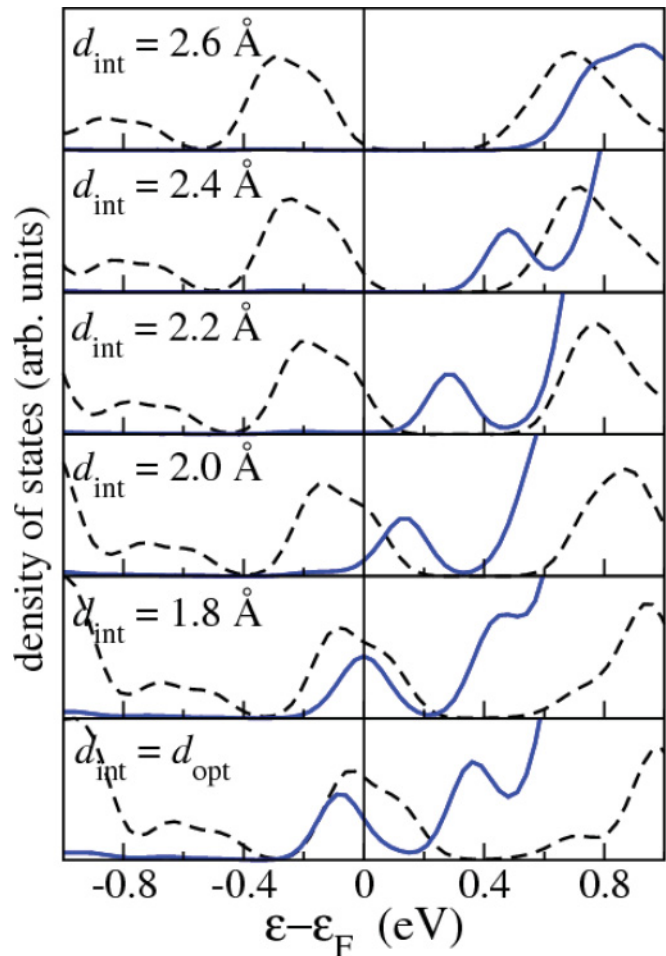 d_int = 2.6 Å
d_int = 2.4 Å
d_int = 2.2 Å
d_int = 2.0 Å
d_int = 1.8 Å
d_int = d_opt
density of states (arb. units)
-0.8 -0.4 0 0.4 0.8
ε−ε_F (eV)